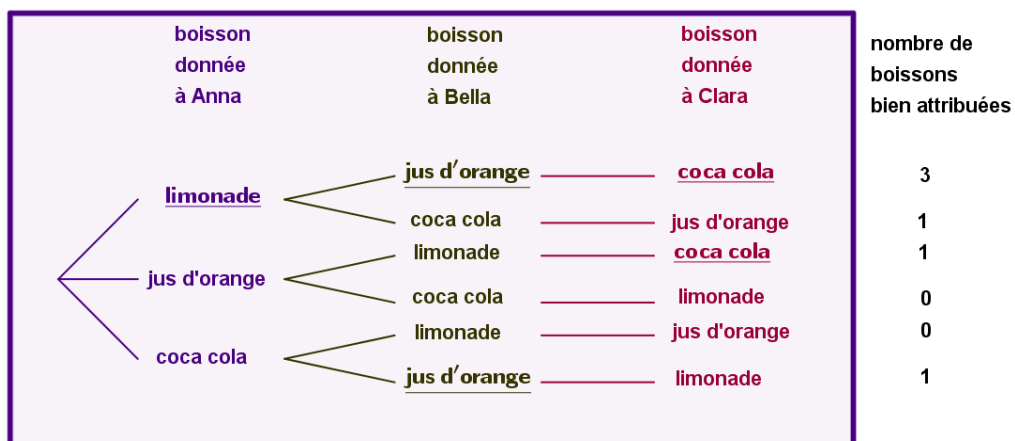 boisson
donnée
à Anna
boisson
donnée
à Bella
boisson
donnée
à Clara
nombre de
boissons
bien attribuées
limonade
jus d'orange
coca cola
jus d'orange
coca cola
limonade
coca cola
limonade
jus d'orange
coca cola
jus d'orange
coca cola
limonade
jus d'orange
limonade
3
1
1
0
0
1